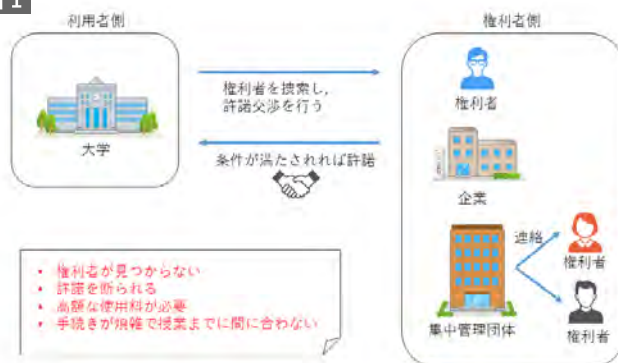 1
利用者側
権利者側
権利者を捜索し,
許諾交渉を行う
権利者
大学
条件が満たされれば許諾
企業
連絡
権利者
集中管理団体
権利者
• 権利者が見つからない
• 許諾を断られる
• 高額な使用料が必要
• 手続きが煩雑で授業までに間に合わない